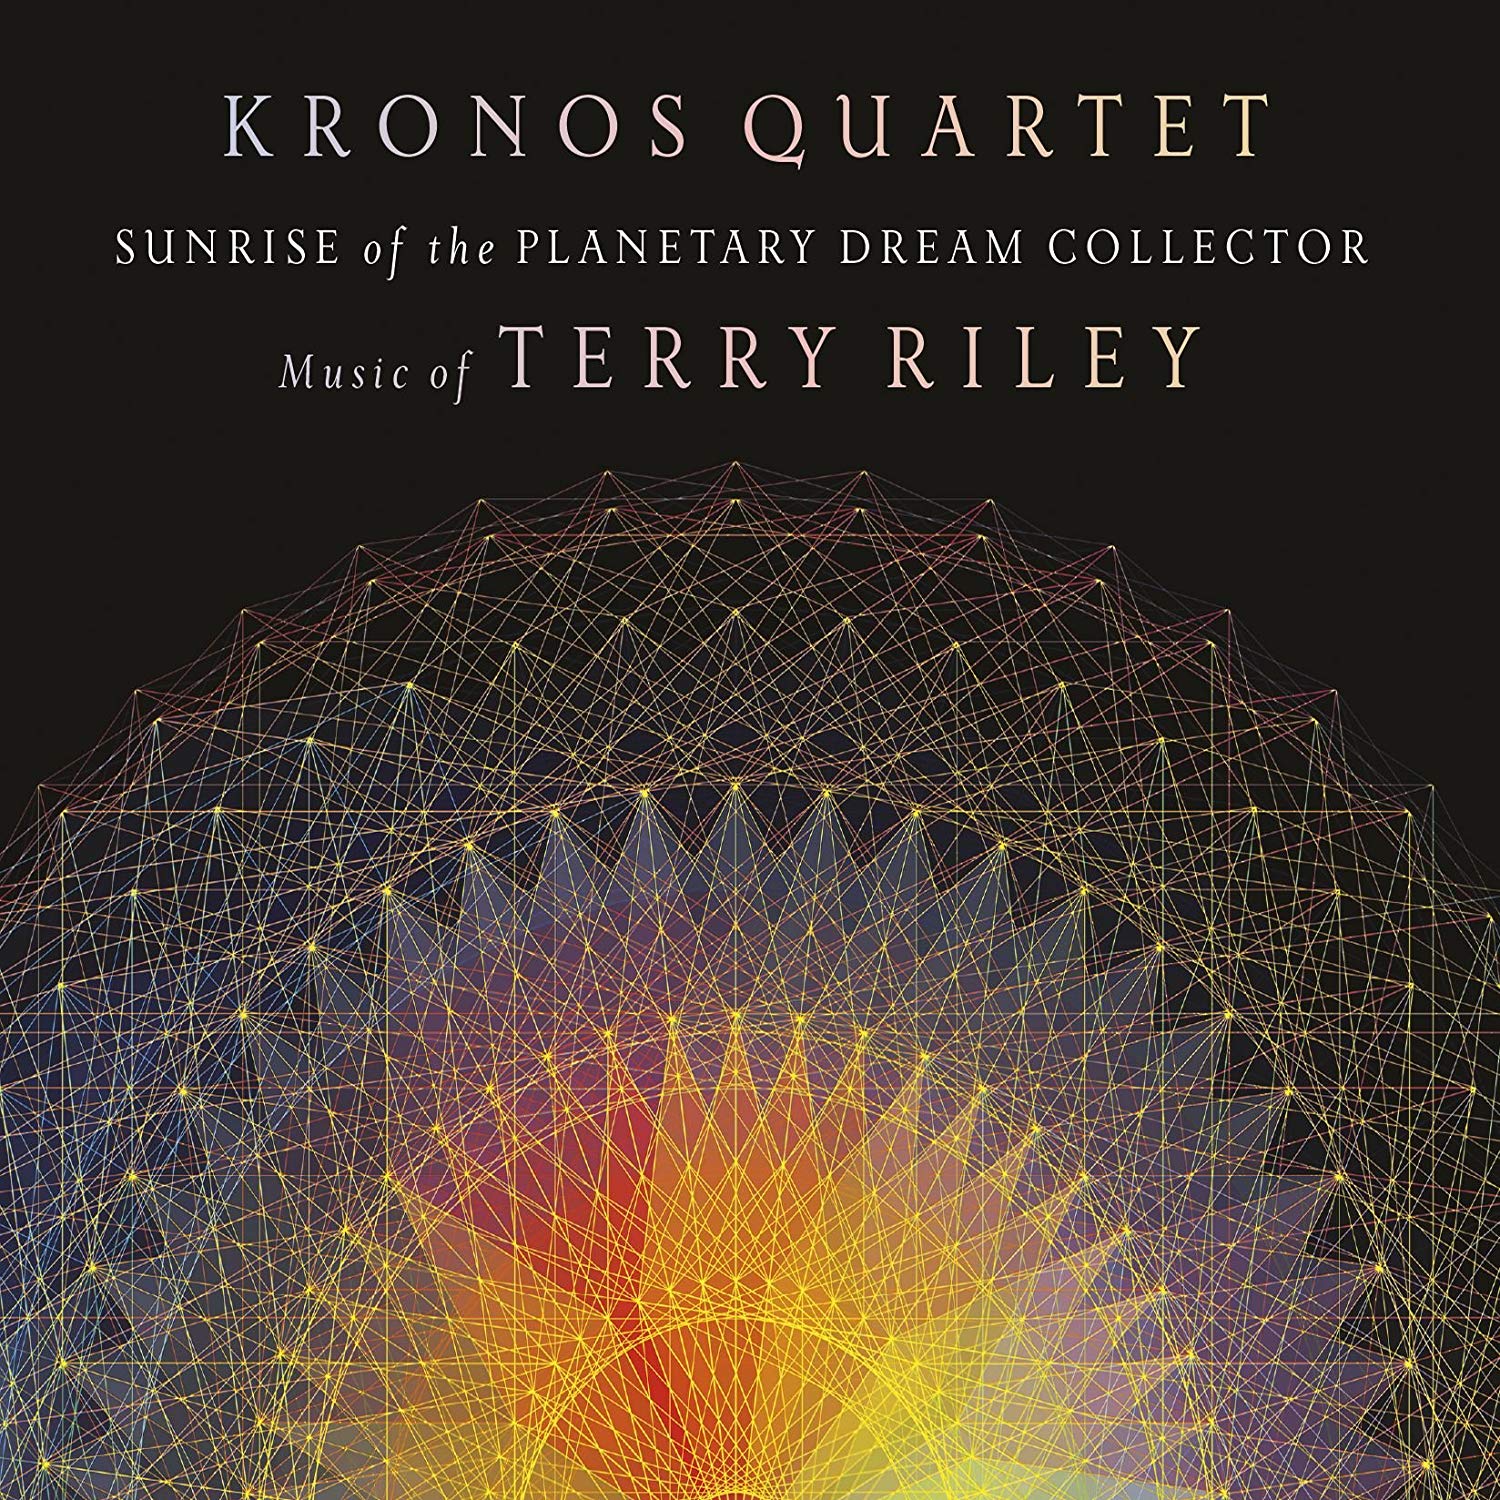 KRONOS QUARTET
SUNRISE of the PLANETARY DREAM COLLECTOR
Music of TERRY RILEY